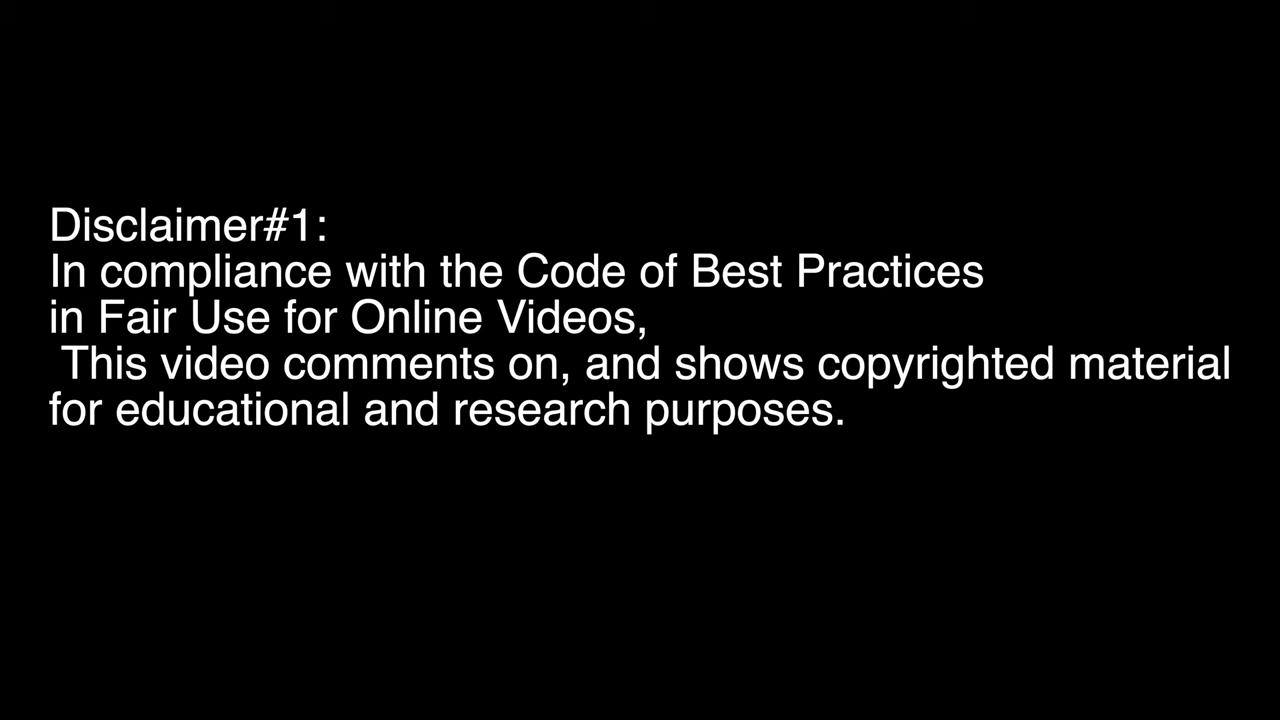 Disclaimer#1:
In compliance with the Code of Best Practices
in Fair Use for Online Videos,
This video comments on, and shows copyrighted material
for educational and research purposes.